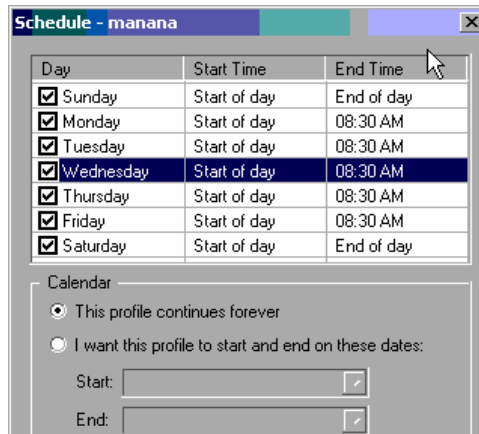 Schedule - manana
Day Start Time End Time
Sunday Start of day End of day
Monday Start of day 08:30 AM
Tuesday Start of day 08:30 AM
Wednesday Start of day 08:30 AM
Thursday Start of day 08:30 AM
Friday Start of day 08:30 AM
Saturday Start of day End of day
Calendar
This profile continues forever
I want this profile to start and end on these dates:
Start:
End: